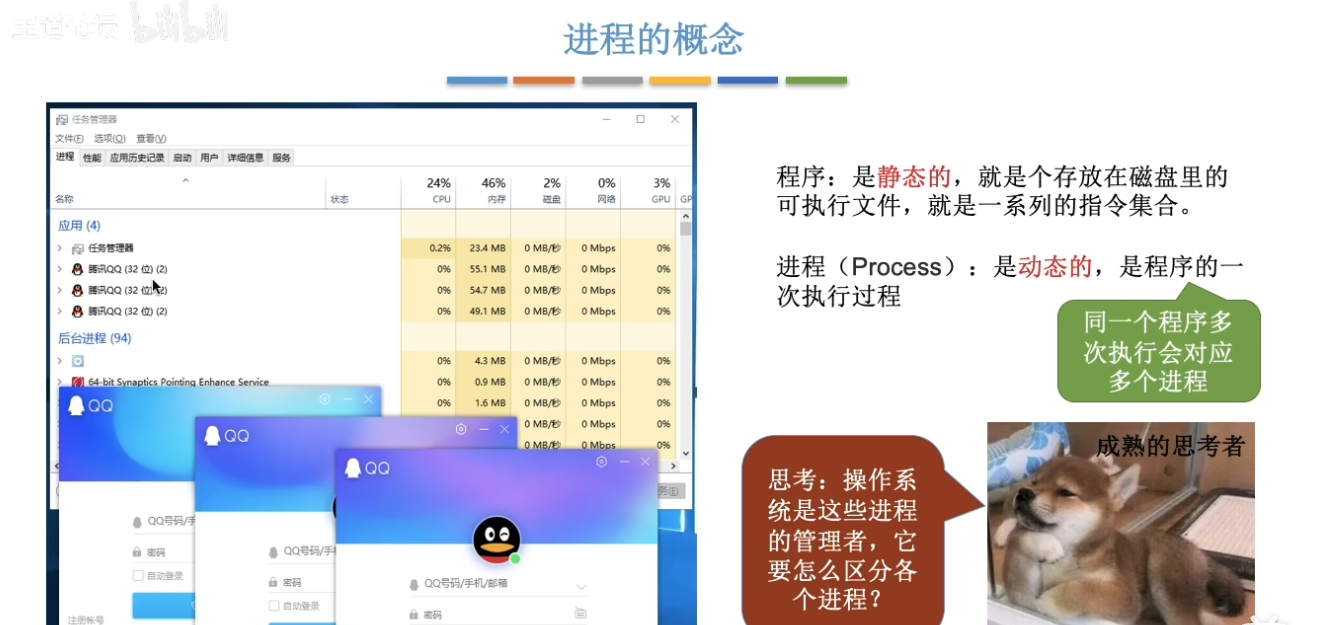 王道论坛 bilibili
进程的概念
任务管理器
文件(F) 选项(O) 查看(V)
进程 性能 应用历史记录 启动 用户 详细信息 服务
24% 46% 2% 0% 3%
名称 状态 CPU 内存 磁盘 网络 GPU GP
应用 (4)
任务管理器 0.2% 23.4 MB 0 MB/秒 0 Mbps 0%
腾讯QQ (32 位) (2) 0% 55.1 MB 0 MB/秒 0 Mbps 0%
腾讯QQ (32 位) (2) 0% 54.7 MB 0 MB/秒 0 Mbps 0%
腾讯QQ (32 位) (2) 0% 49.1 MB 0 MB/秒 0 Mbps 0%
后台进程 (94)
0% 4.3 MB 0 MB/秒 0 Mbps 0%
64-bit Synaptics Pointing Enhance Service 0% 0.9 MB 0 MB/秒 0 Mbps 0%
0% 1.6 MB 0 MB/秒 0 Mbps 0%
0 MB/秒 0 Mbps 0%
0 MB/秒 0 Mbps 0%
务(E)
QQ
QQ号码/手
密码
自动登录
注册帐号
QQ
QQ号码/手机
密码
自动登录
QQ
QQ号码/手机/邮箱
密码
程序：是静态的，就是个存放在磁盘里的
可执行文件，就是一系列的指令集合。
进程（Process）：是动态的，是程序的一
次执行过程
同一个程序多
次执行会对应
多个进程
思考：操作系
统是这些进程
的管理者，它
要怎么区分各
个进程？
成熟的思考者